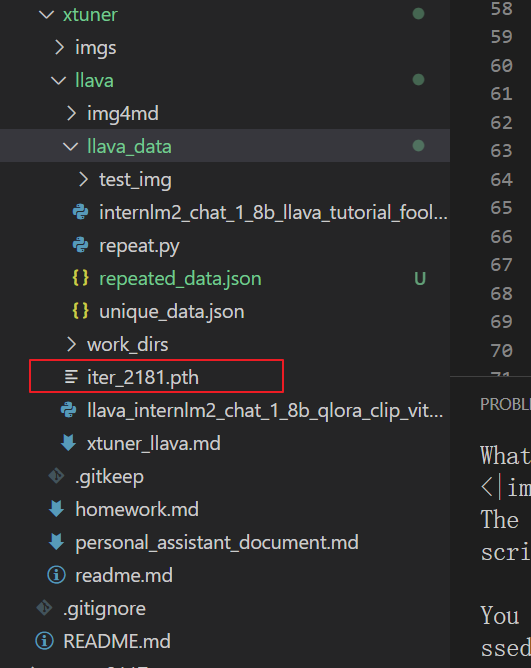 xtuner
imgs
llava
img4md
llava_data
test_img
internlm2_chat_1_8b_llava_tutorial_fool...
repeat.py
repeated_data.json U
unique_data.json
work_dirs
iter_2181.pth
llava_internlm2_chat_1_8b_qlora_clip_vit...
xtuner_llava.md
.gitkeep
homework.md
personal_assistant_document.md
readme.md
.gitignore
README.md
58
59
60
61
62
63
64
65
66
67
68
69
70
PROBL
What
<|im
The
scri
You
ssed